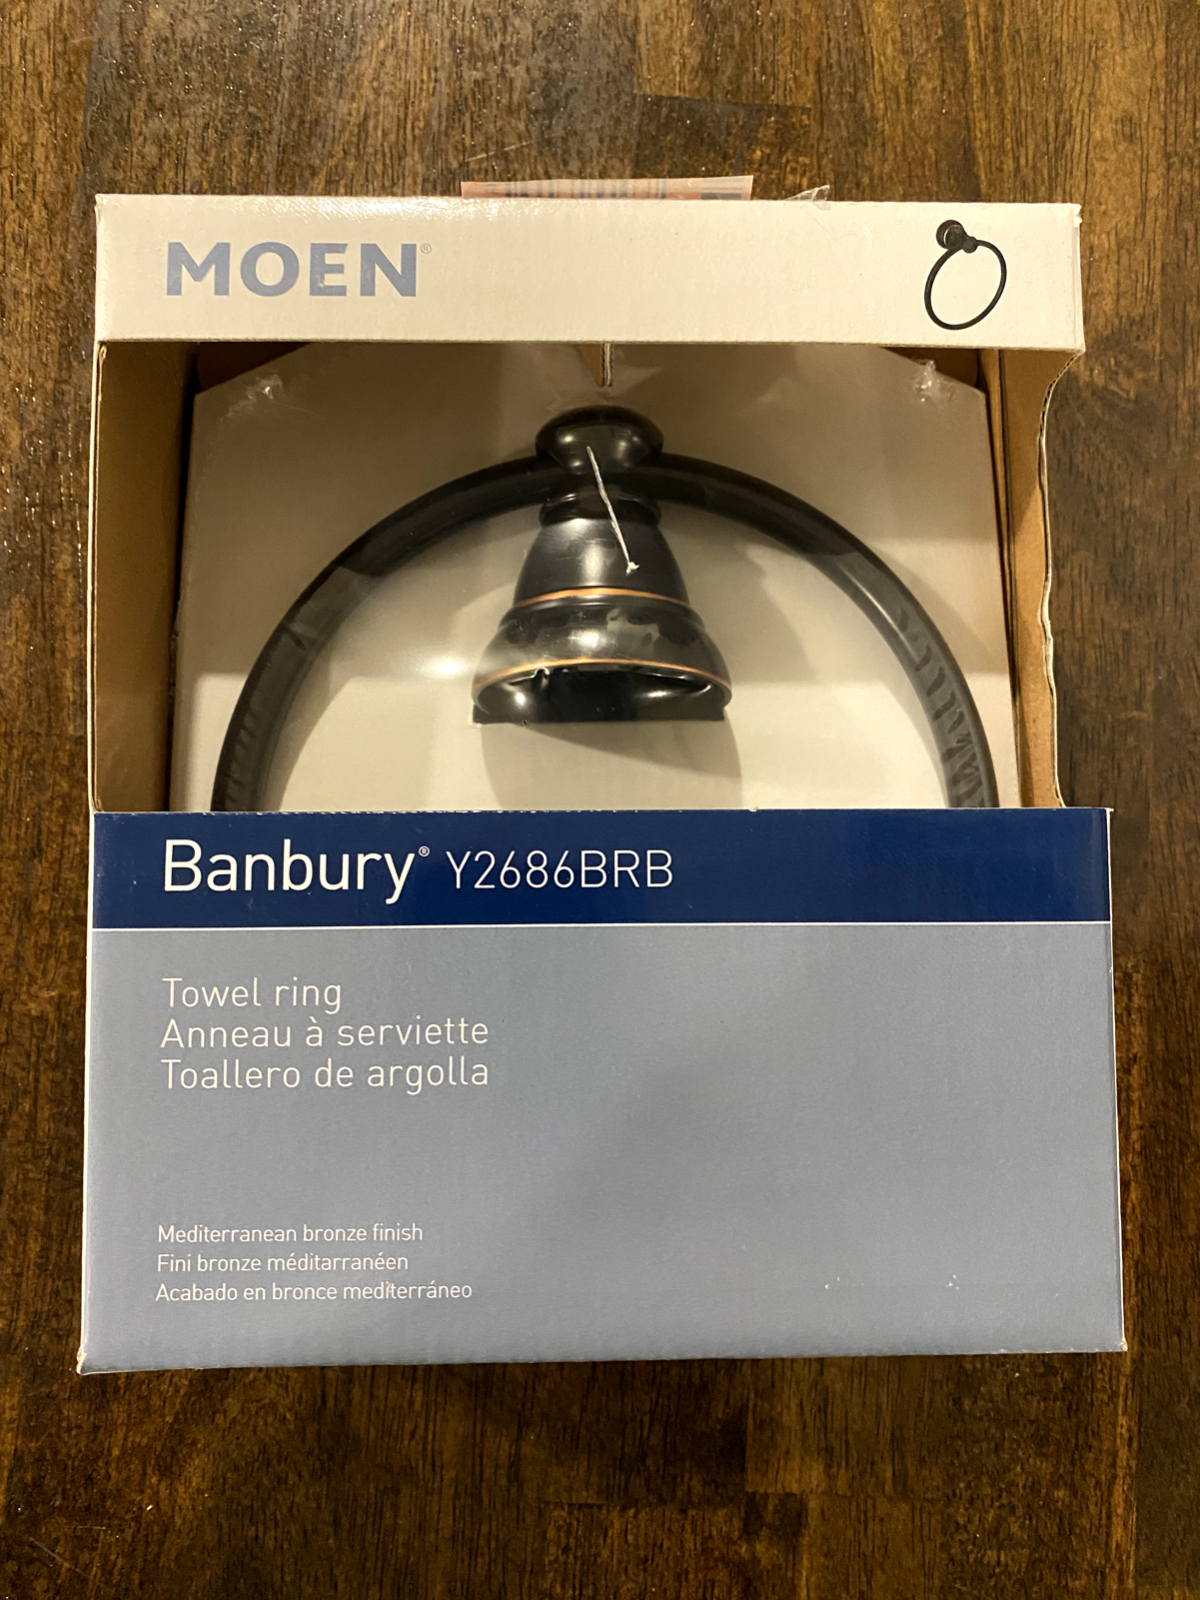 MOEN®
Banbury® Y2686BRB
Towel ring
Anneau à serviette
Toallero de argolla
Mediterranean bronze finish
Fini bronze méditarranéen
Acabado en bronce mediterráneo